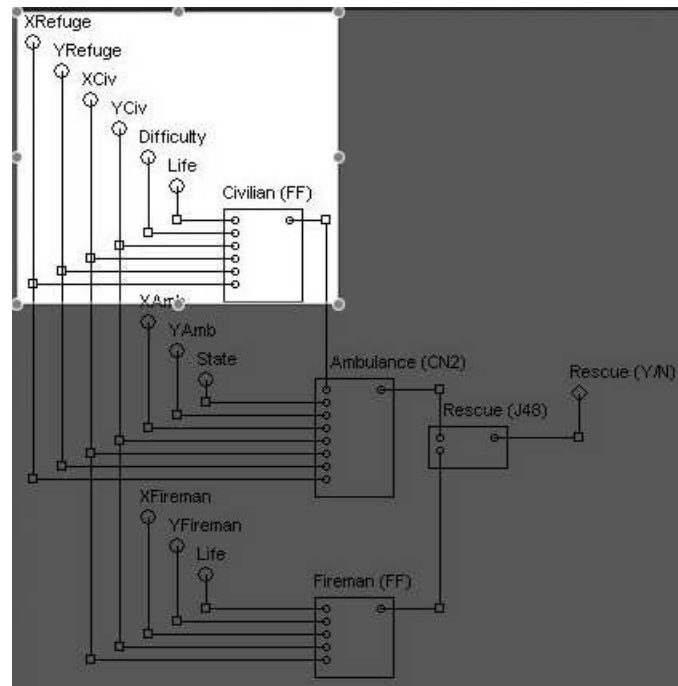 XRefuge
YRefuge
XCiv
YCiv
Difficulty
Life
Civilian (FF)
XAmb
YAmb
State
Ambulance (CN2)
Rescue (Y/N)
Rescue (J48)
XFireman
YFireman
Life
Fireman (FF)